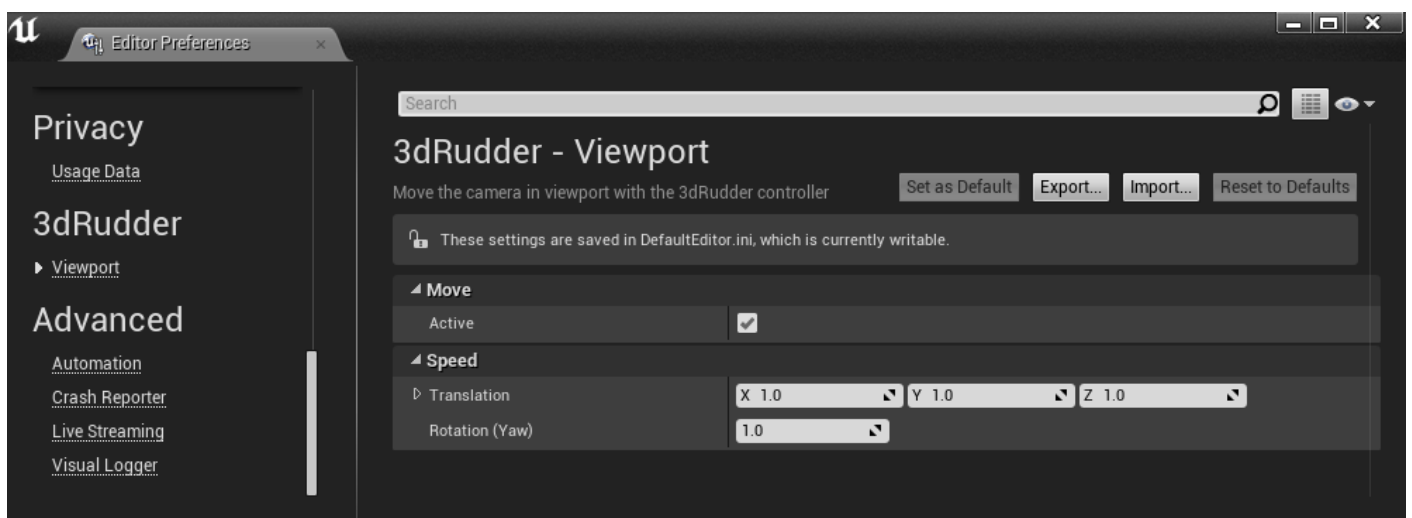 Editor Preferences
Privacy
Usage Data
3dRudder
Viewport
Advanced
Automation
Crash Reporter
Live Streaming
Visual Logger
Search
3dRudder - Viewport
Move the camera in viewport with the 3dRudder controller
Set as Default Export... Import... Reset to Defaults
These settings are saved in DefaultEditor.ini, which is currently writable.
Move
Active
Speed
Translation X 1.0 Y 1.0 Z 1.0
Rotation (Yaw) 1.0